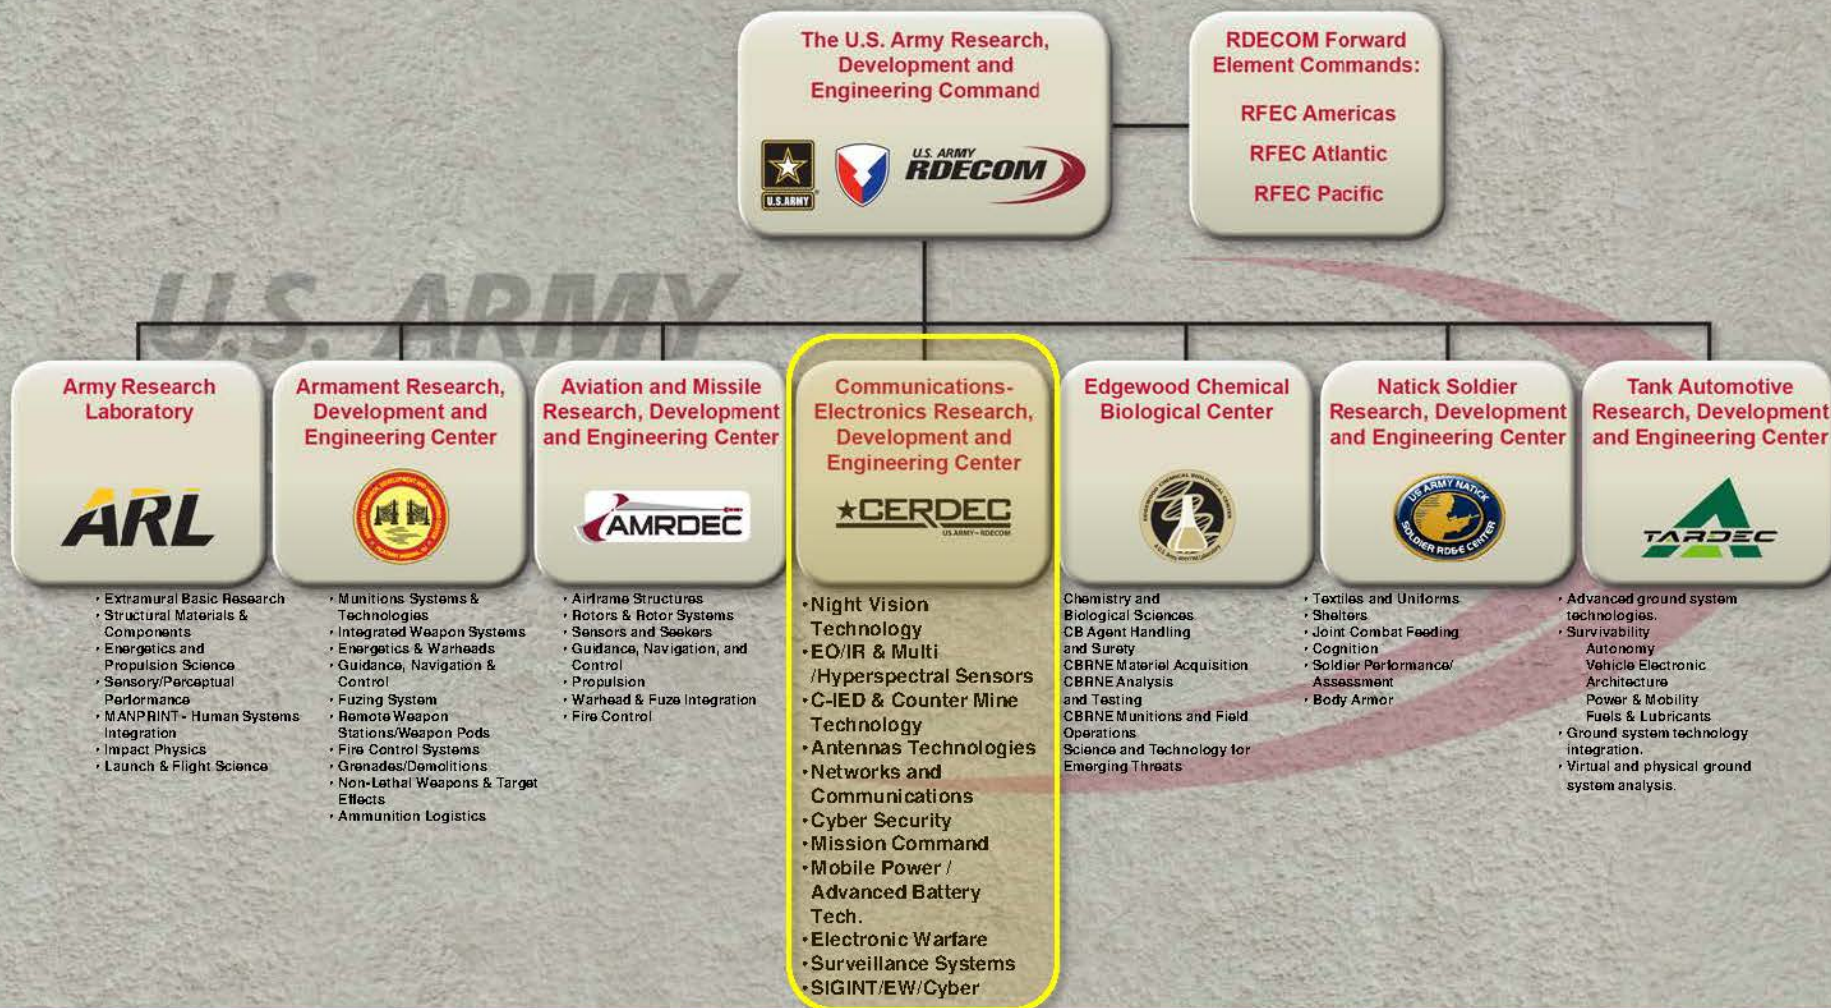 The U.S. Army Research,
Development and
Engineering Command
U.S.ARMY
U.S. ARMY
RDECOM
RDECOM Forward
Element Commands:
RFEC Americas
RFEC Atlantic
RFEC Pacific
U.S. ARMY
Army Research
Laboratory
ARL
• Extramural Basic Research
• Structural Materials &
Components
• Energetics and
Propulsion Science
• Sensory/Perceptual
Performance
• MANPRINT - Human Systems
Integration
• Impact Physics
• Launch & Flight Science
Armament Research,
Development and
Engineering Center
• Munitions Systems &
Technologies
• Integrated Weapon Systems
• Energetics & Warheads
• Guidance, Navigation &
Control
• Fuzing System
• Remote Weapon
Stations/Weapon Pods
• Fire Control Systems
• Grenades/Demolitions
• Non-Lethal Weapons & Target
Effects
• Ammunition Logistics
Aviation and Missile
Research, Development
and Engineering Center
AMRDEC
• Airframe Structures
• Rotors & Rotor Systems
• Sensors and Seekers
• Guidance, Navigation, and
Control
• Propulsion
• Warhead & Fuze Integration
• Fire Control
Communications-
Electronics Research,
Development and
Engineering Center
★CERDEC
US ARMY – RDECOM
• Night Vision
Technology
• EO/IR & Multi
/Hyperspectral Sensors
• C-IED & Counter Mine
Technology
• Antennas Technologies
• Networks and
Communications
• Cyber Security
• Mission Command
• Mobile Power /
Advanced Battery
Tech.
• Electronic Warfare
• Surveillance Systems
• SIGINT/EW/Cyber
Edgewood Chemical
Biological Center
EDGEWOOD CHEMICAL BIOLOGICAL CENTER
Chemistry and
Biological Sciences
CB Agent Handling
and Surety
CBRNE Materiel Acquisition
CBRNE Analysis
and Testing
CBRNE Munitions and Field
Operations
Science and Technology for
Emerging Threats
Natick Soldier
Research, Development
and Engineering Center
US ARMY NATICK
SOLDIER RD&E CENTER
• Textiles and Uniforms
• Shelters
• Joint Combat Feeding
• Cognition
• Soldier Performance/
Assessment
• Body Armor
Tank Automotive
Research, Development
and Engineering Center
TARDEC
• Advanced ground system
technologies.
• Survivability
Autonomy
Vehicle Electronic
Architecture
Power & Mobility
Fuels & Lubricants
• Ground system technology
integration.
• Virtual and physical ground
system analysis.